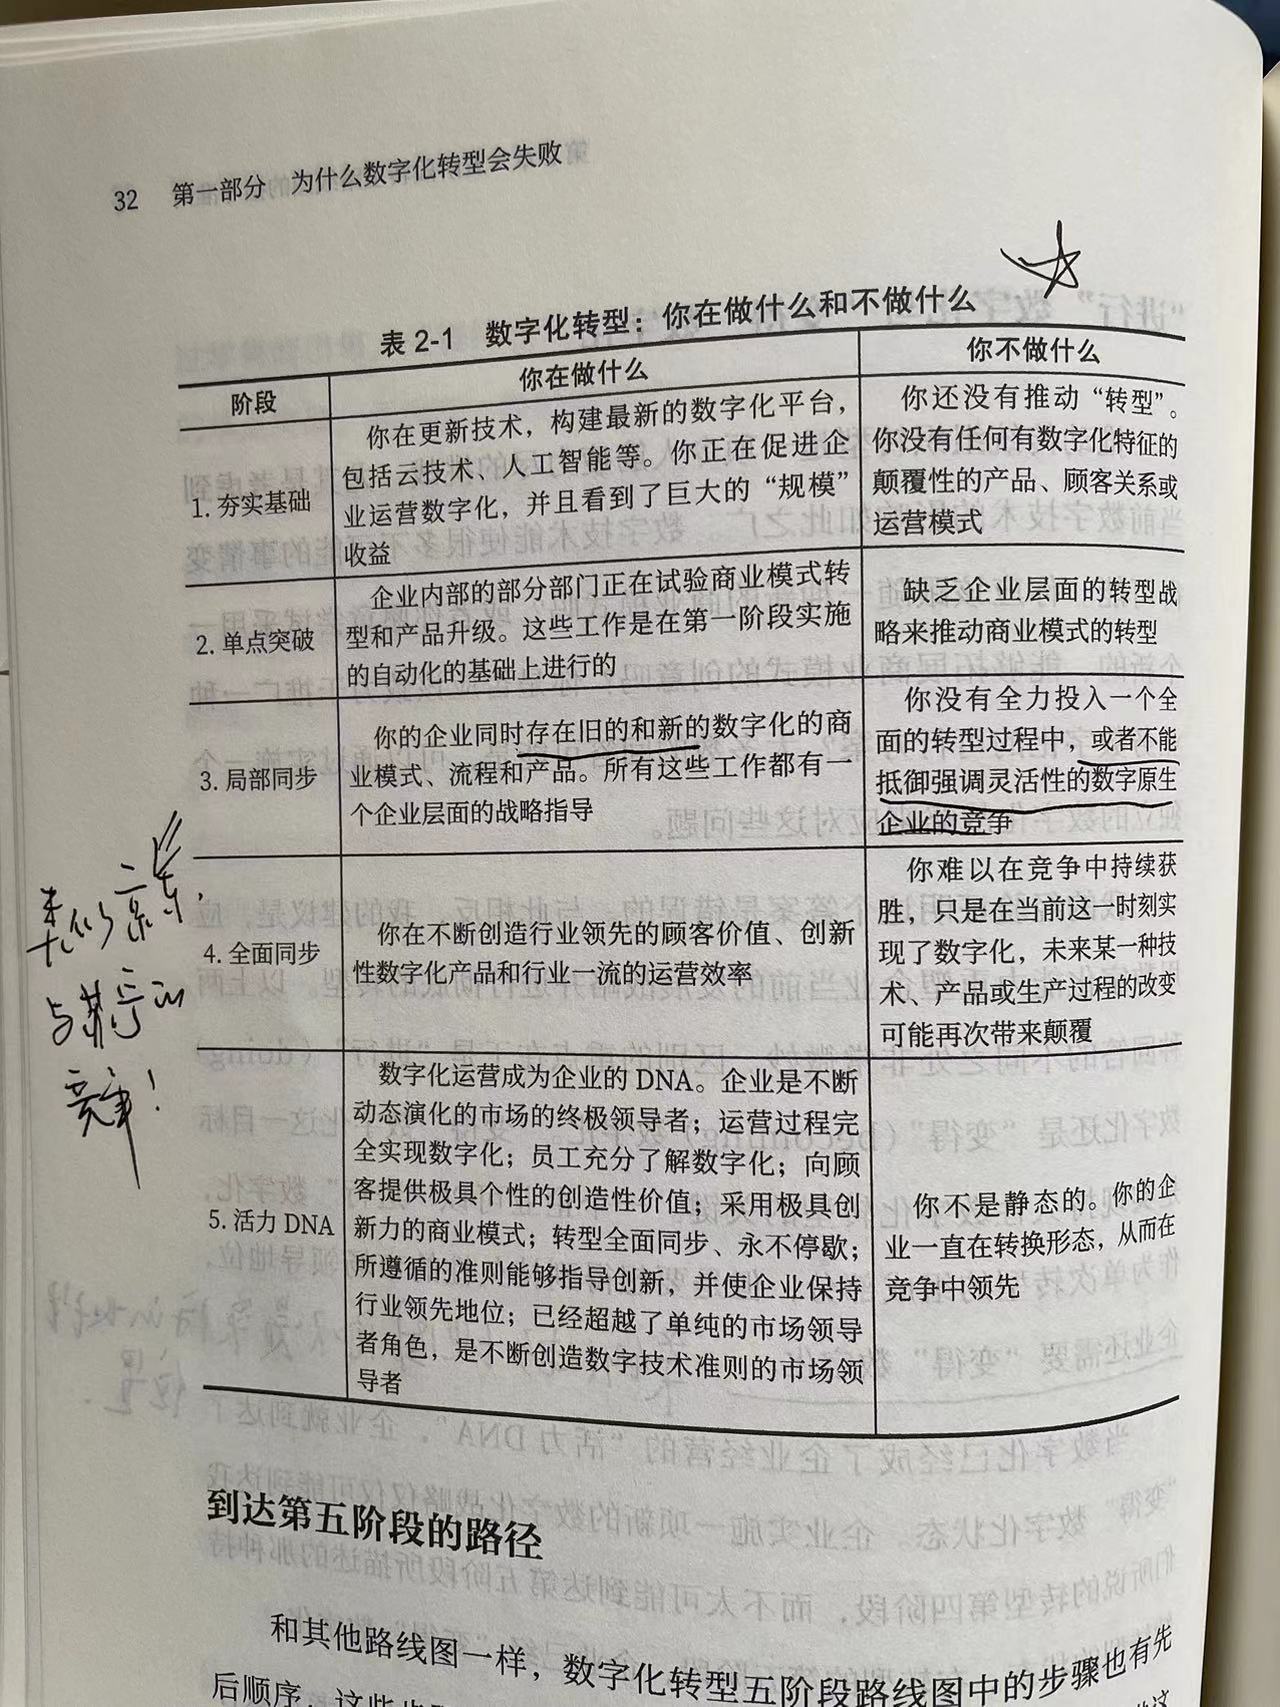 32 第一部分 为什么数字化转型会失败
表 2-1 数字化转型：你在做什么和不做什么
阶段
你在做什么
你不做什么
1. 夯实基础
你在更新技术，构建最新的数字化平台，
包括云技术、人工智能等。你正在促进企
业运营数字化，并且看到了巨大的“规模”
收益
你还没有推动“转型”。
你没有任何有数字化特征的
颠覆性的产品、顾客关系或
运营模式
2. 单点突破
企业内部的部分部门正在试验商业模式转
型和产品升级。这些工作是在第一阶段实施
的自动化的基础上进行的
缺乏企业层面的转型战
略来推动商业模式的转型
3. 局部同步
你的企业同时存在旧的和新的数字化的商
业模式、流程和产品。所有这些工作都有一
个企业层面的战略指导
你没有全力投入一个全
面的转型过程中，或者不能
抵御强调灵活性的数字原生
企业的竞争
4. 全面同步
你在不断创造行业领先的顾客价值、创新
性数字化产品和行业一流的运营效率
你难以在竞争中持续获
胜，只是在当前这一时刻实
现了数字化，未来某一种技
术、产品或生产过程的改变
可能再次带来颠覆
5. 活力 DNA
数字化运营成为企业的 DNA。企业是不断
动态演化的市场的终极领导者；运营过程完
全实现数字化；员工充分了解数字化；向顾
客提供极具个性的创造性价值；采用极具创
新力的商业模式；转型全面同步、永不停歇；
所遵循的准则能够指导创新，并使企业保持
行业领先地位；已经超越了单纯的市场领导
者角色，是不断创造数字技术准则的市场领
导者
你不是静态的。你的企
业一直在转换形态，从而在
竞争中领先
类似京东
与苏宁的
竞争！
到达第五阶段的路径
和其他路线图一样，数字化转型五阶段路线图中的步骤也有先
后顺序